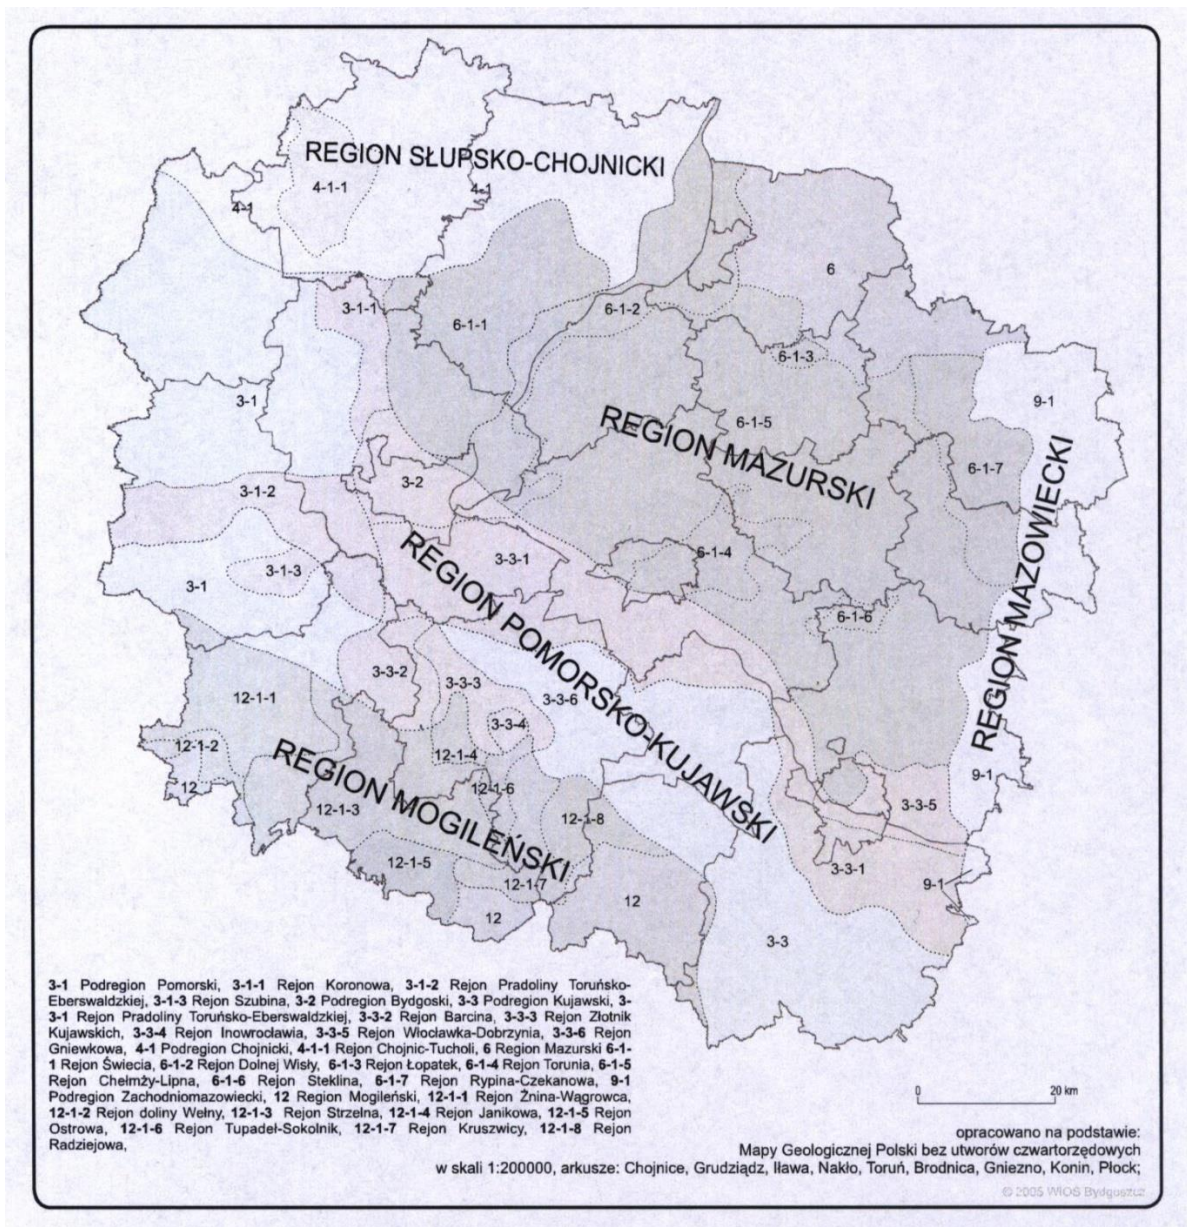 REGION SŁUPSKO-CHOJNICKI
4-1-1
4-1
4-1
6
3-1-1
6-1-2
6-1-1
6-1-3
3-1
9-1
6-1-5
REGION MAZURSKI
6-1-7
3-2
3-1-2
REGION MAZOWIECKI
6-1-4
3-3-1
REGION POMORSKO-KUJAWSKI
3-1-3
3-1
6-1-6
3-3-2
3-3-3
12-1-1
3-3-6
3-3-4
12-1-2
12-1-4
REGION MOGILEŃSKI
9-1
12
12-1-6
12-1-3
3-3-5
12-1-8
12-1-5
3-3-1
12-1-7
9-1
12
12
3-3
3-1 Podregion Pomorski, 3-1-1 Rejon Koronowa, 3-1-2 Rejon Pradoliny Toruńsko-
Eberswaldzkiej, 3-1-3 Rejon Szubina, 3-2 Podregion Bydgoski, 3-3 Podregion Kujawski, 3-
3-1 Rejon Pradoliny Toruńsko-Eberswaldzkiej, 3-3-2 Rejon Barcina, 3-3-3 Rejon Złotnik
Kujawskich, 3-3-4 Rejon Inowrocławia, 3-3-5 Rejon Włocławka-Dobrzynia, 3-3-6 Rejon
Gniewkowa, 4-1 Podregion Chojnicki, 4-1-1 Rejon Chojnic-Tucholi, 6 Region Mazurski 6-1-
1 Rejon Świecia, 6-1-2 Rejon Dolnej Wisły, 6-1-3 Rejon Łopatek, 6-1-4 Rejon Torunia, 6-1-5
Rejon Chełmży-Lipna, 6-1-6 Rejon Steklina, 6-1-7 Rejon Rypina-Czekanowa, 9-1
Podregion Zachodniomazowiecki, 12 Region Mogileński, 12-1-1 Rejon Żnina-Wągrowca,
12-1-2 Rejon doliny Wełny, 12-1-3 Rejon Strzelna, 12-1-4 Rejon Janikowa, 12-1-5 Rejon
Ostrowa, 12-1-6 Rejon Tupadeł-Sokolnik, 12-1-7 Rejon Kruszwicy, 12-1-8 Rejon
Radziejowa,
0 20 km
opracowano na podstawie:
Mapy Geologicznej Polski bez utworów czwartorzędowych
w skali 1:200000, arkusze: Chojnice, Grudziądz, Iława, Nakło, Toruń, Brodnica, Gniezno, Konin, Płock;
© 2005 WIOŚ Bydgoszcz